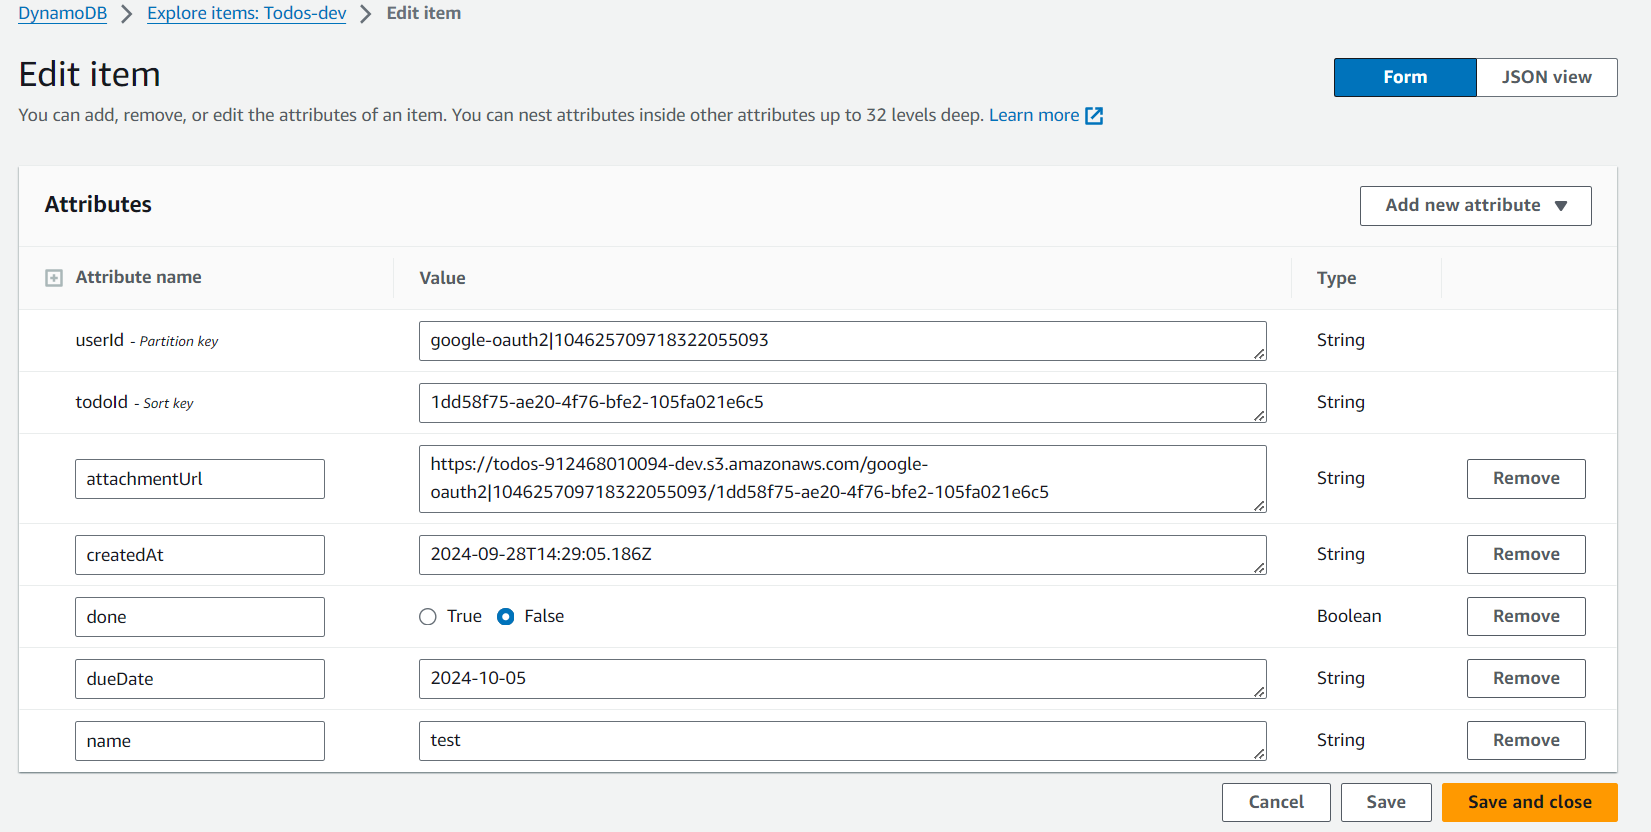 DynamoDB > Explore items: Todos-dev > Edit item
Edit item
Form JSON view
You can add, remove, or edit the attributes of an item. You can nest attributes inside other attributes up to 32 levels deep. Learn more
Attributes
Add new attribute
Attribute name Value Type
userId - Partition key google-oauth2|104625709718322055093 String
todoId - Sort key 1dd58f75-ae20-4f76-bfe2-105fa021e6c5 String
attachmentUrl https://todos-912468010094-dev.s3.amazonaws.com/google-
oauth2|104625709718322055093/1dd58f75-ae20-4f76-bfe2-105fa021e6c5 String Remove
createdAt 2024-09-28T14:29:05.186Z String Remove
done True False Boolean Remove
dueDate 2024-10-05 String Remove
name test String Remove
Cancel Save Save and close